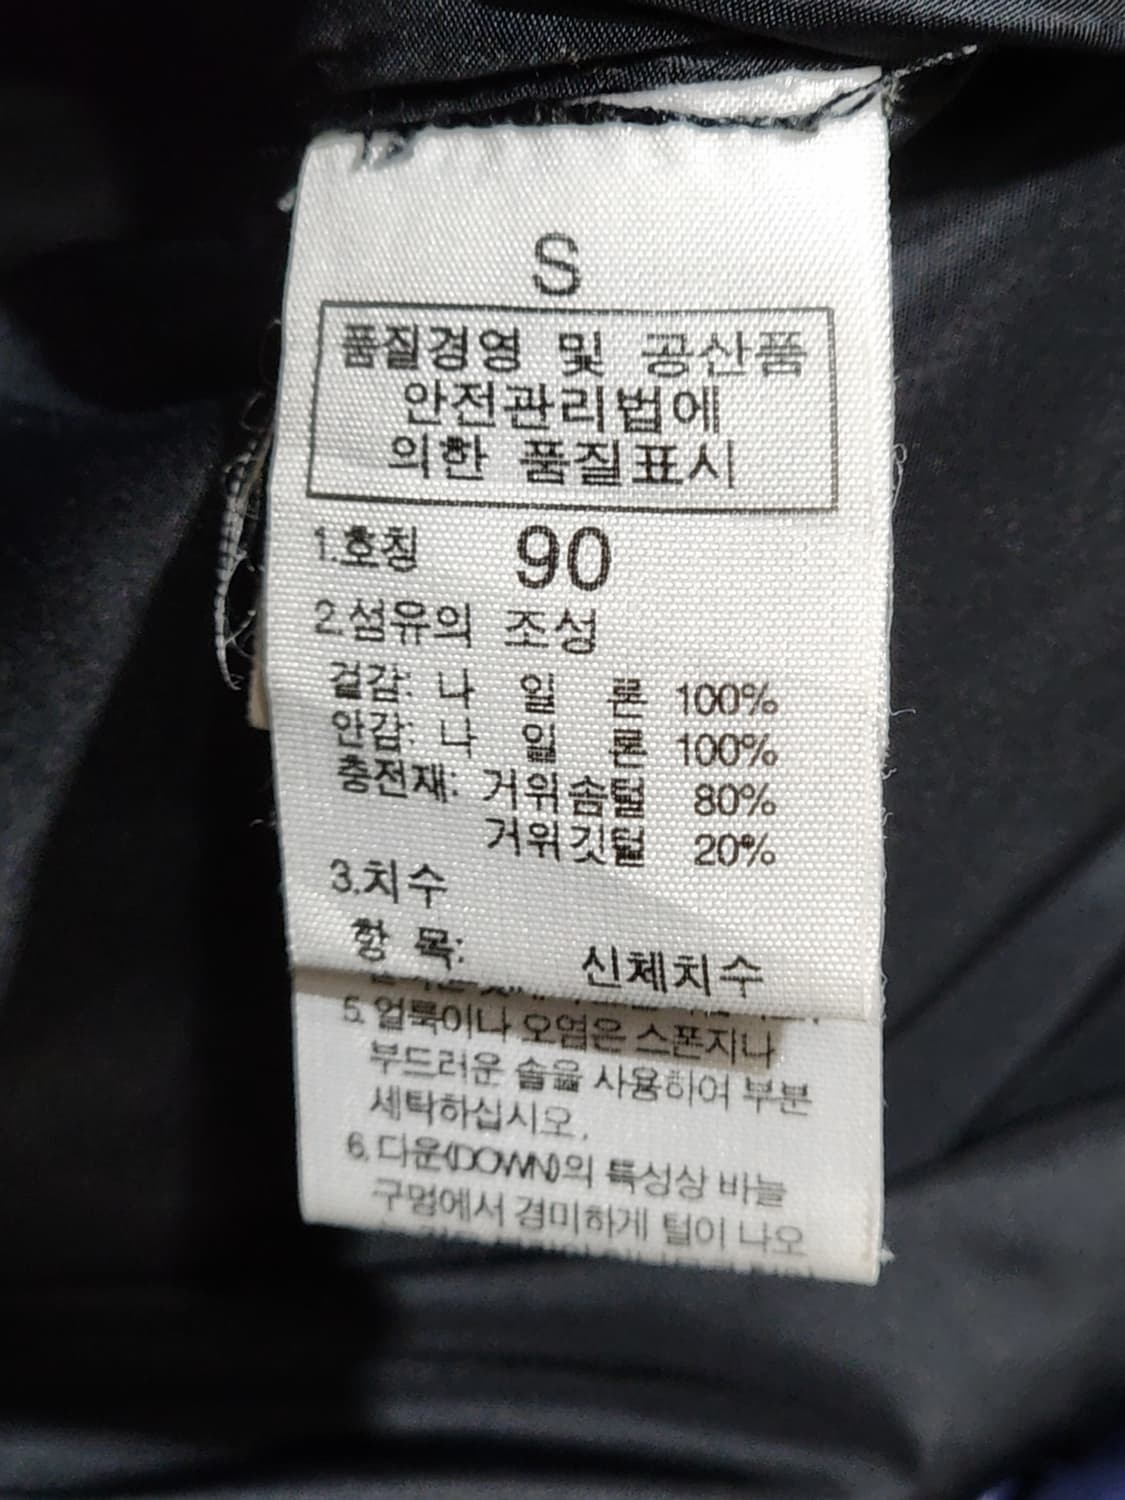 S
품질경영 및 공산품
안전관리법에
의한 품질표시
1.호칭 90
2.섬유의 조성
겉감: 나 일 론 100%
안감: 나 일 론 100%
충전재: 거위솜털 80%
거위깃털 20%
3.치수
항 목: 신체치수
5.얼룩이나 오염은 스폰지나
부드러운 솔을 사용하여 부분
세탁하십시오.
6.다운(DOWN)의 특성상 바늘
구멍에서 경미하게 털이 나오